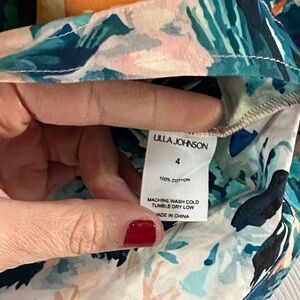 ULLA JOHNSON
4
100% COTTON
MACHINE WASH COLD
TUMBLE DRY LOW
MADE IN CHINA